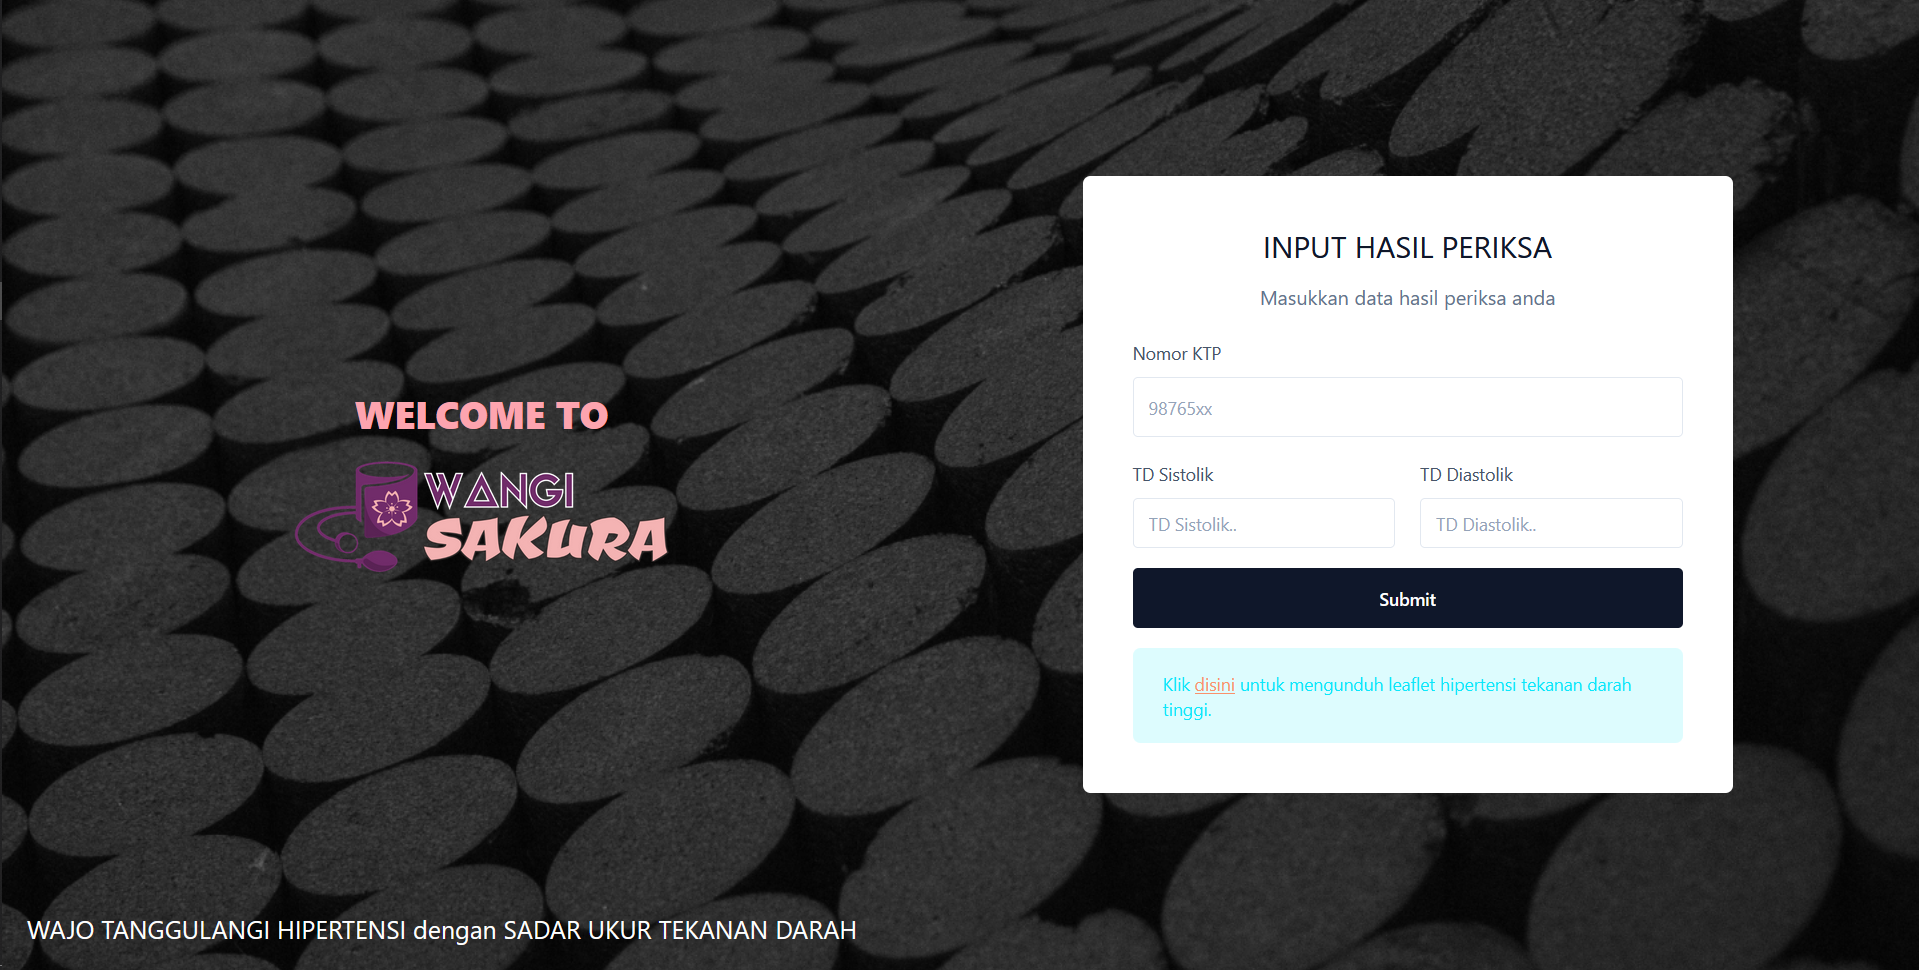 WELCOME TO
WANGI
SAKURA
WAJO TANGGULANGI HIPERTENSI dengan SADAR UKUR TEKANAN DARAH
INPUT HASIL PERIKSA
Masukkan data hasil periksa anda
Nomor KTP
98765xx
TD Sistolik TD Diastolik
TD Sistolik.. TD Diastolik..
Submit
Klik disini untuk mengunduh leaflet hipertensi tekanan darah
tinggi.